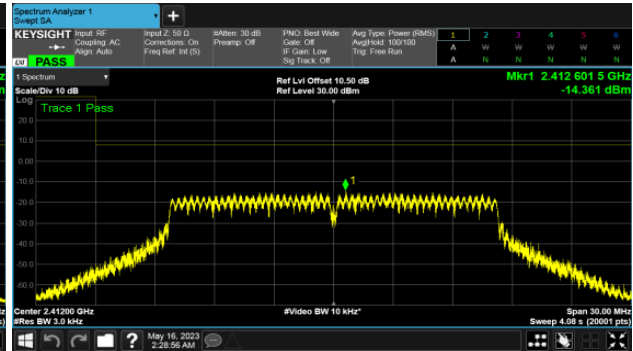 Spectrum Analyzer 1
Swept SA
+
KEYSIGHT Input: RF
Coupling: AC
Align: Auto
Input Z: 50 Ω
Corrections: On
Freq Ref: Int (S)
#Atten: 30 dB
Preamp: Off
PNO: Best Wide
Gate: Off
IF Gain: Low
Sig Track: Off
Avg Type: Power (RMS)
Avg|Hold: 100/100
Trig: Free Run
1 2 3 4 5 6
A W W W W W
A N N N N N
LVI PASS
1 Spectrum
Scale/Div 10 dB
Ref Lvl Offset 10.50 dB
Ref Level 30.00 dBm
Mkr1 2.412 601 5 GHz
-14.361 dBm
Log
Trace 1 Pass
20.0
10.0
0.00
-10.0
1
-20.0
-30.0
-40.0
-50.0
-60.0
Center 2.41200 GHz
#Res BW 3.0 kHz
#Video BW 10 kHz*
Span 30.00 MHz
Sweep 4.08 s (20001 pts)
?
May 16, 2023
2:28:56 AM